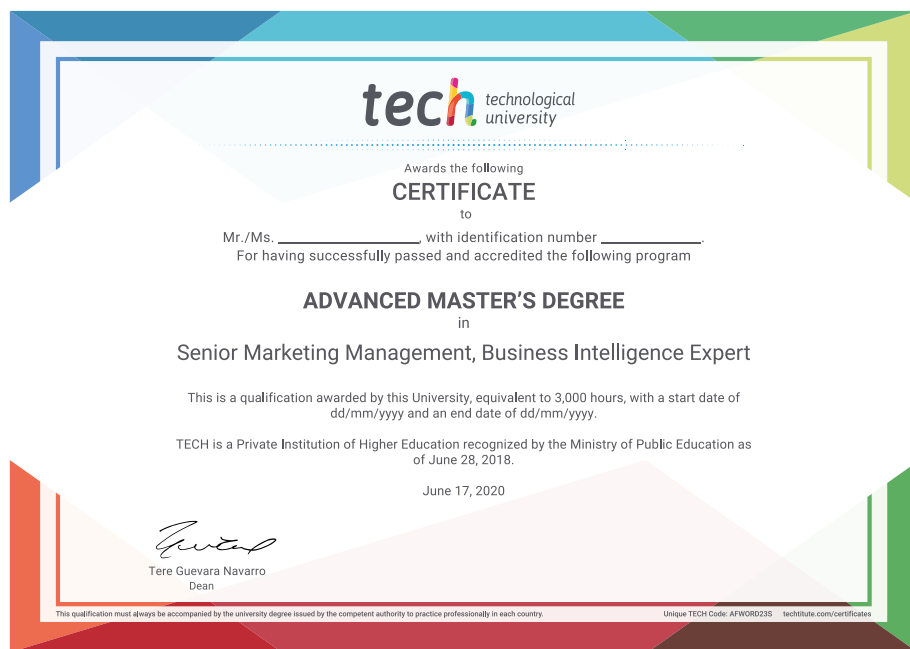 tech technological
university
Awards the following
CERTIFICATE
to
Mr./Ms. ____________________, with identification number ______________.
For having successfully passed and accredited the following program
ADVANCED MASTER’S DEGREE
in
Senior Marketing Management, Business Intelligence Expert
This is a qualification awarded by this University, equivalent to 3,000 hours, with a start date of
dd/mm/yyyy and an end date of dd/mm/yyyy.
TECH is a Private Institution of Higher Education recognized by the Ministry of Public Education as
of June 28, 2018.
June 17, 2020
Tere Guevara Navarro
Dean
This qualification must always be accompanied by the university degree issued by the competent authority to practice professionally in each country. Unique TECH Code: AFWORD23S techtitute.com/certificates